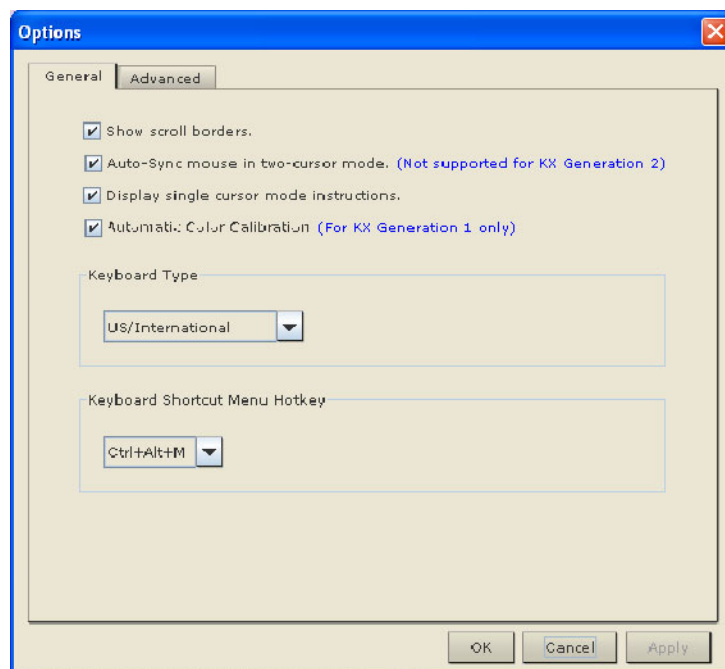 Options
General Advanced
Show scroll borders.
Auto-Sync mouse in two-cursor mode. (Not supported for KX Generation 2)
Display single cursor mode instructions.
Automatic Color Calibration (For KX Generation 1 only)
Keyboard Type
US/International
Keyboard Shortcut Menu Hotkey
Ctrl+Alt+M
OK Cancel Apply